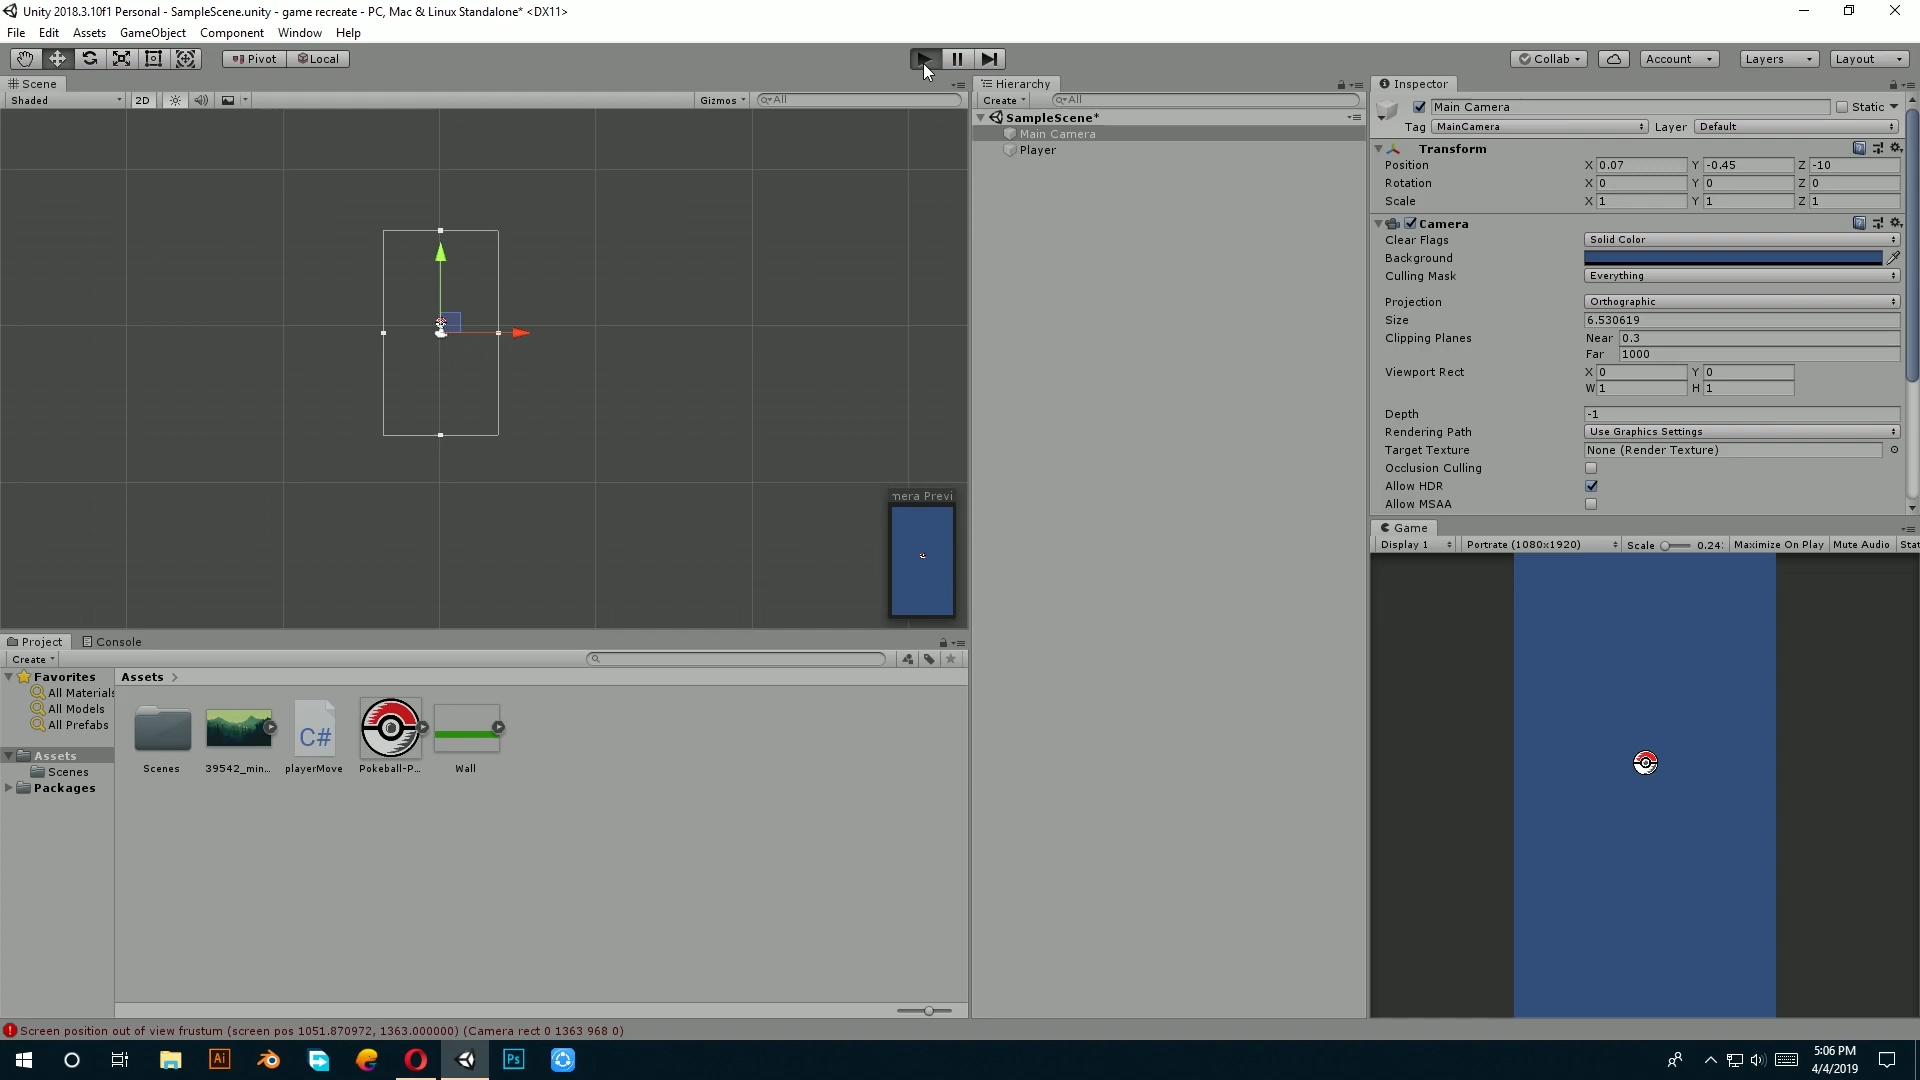 Unity 2018.3.10f1 Personal - SampleScene.unity - game recreate - PC, Mac & Linux Standalone* <DX11>
File Edit Assets GameObject Component Window Help
Pivot Local Collab Account Layers Layout
Scene
Shaded 2D Gizmos All
mera Previ
Hierarchy
Create All
SampleScene*
Main Camera
Player
Inspector
Main Camera Static
Tag MainCamera Layer Default
Transform
Position X 0.07 Y -0.45 Z -10
Rotation X 0 Y 0 Z 0
Scale X 1 Y 1 Z 1
Camera
Clear Flags Solid Color
Background
Culling Mask Everything
Projection Orthographic
Size 6.530619
Clipping Planes Near 0.3
Far 1000
Viewport Rect X 0 Y 0
W 1 H 1
Depth -1
Rendering Path Use Graphics Settings
Target Texture None (Render Texture)
Occlusion Culling
Allow HDR
Allow MSAA
Game
Display 1 Portrate (1080x1920) Scale 0.24: Maximize On Play Mute Audio Stat
Project Console
Create
Favorites
All Materials
All Models
All Prefabs
Assets
Scenes
Packages
Assets
C#
Scenes 39542_min... playerMove Pokeball-P... Wall
Screen position out of view frustum (screen pos 1051.870972, 1363.000000) (Camera rect 0 1363 968 0)
Ai Ps
5:06 PM
4/4/2019